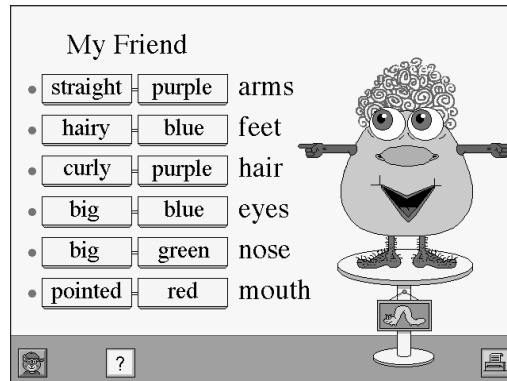 My Friend
straight purple arms
hairy blue feet
curly purple hair
big blue eyes
big green nose
pointed red mouth
?